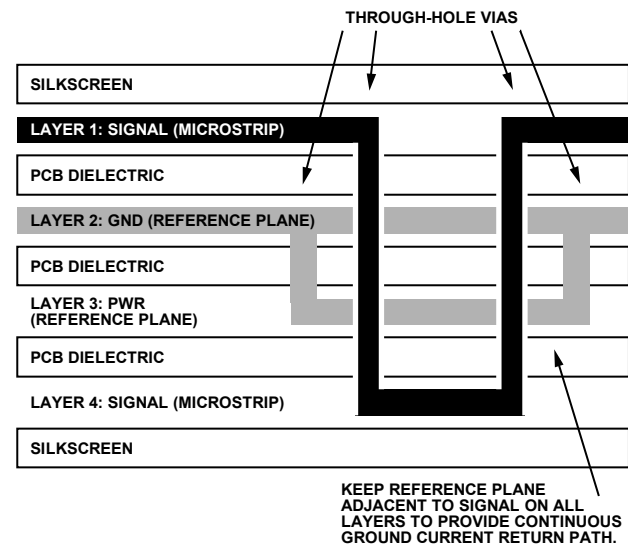 THROUGH-HOLE VIAS
SILKSCREEN
LAYER 1: SIGNAL (MICROSTRIP)
PCB DIELECTRIC
LAYER 2: GND (REFERENCE PLANE)
PCB DIELECTRIC
LAYER 3: PWR
(REFERENCE PLANE)
PCB DIELECTRIC
LAYER 4: SIGNAL (MICROSTRIP)
SILKSCREEN
KEEP REFERENCE PLANE
ADJACENT TO SIGNAL ON ALL
LAYERS TO PROVIDE CONTINUOUS
GROUND CURRENT RETURN PATH.